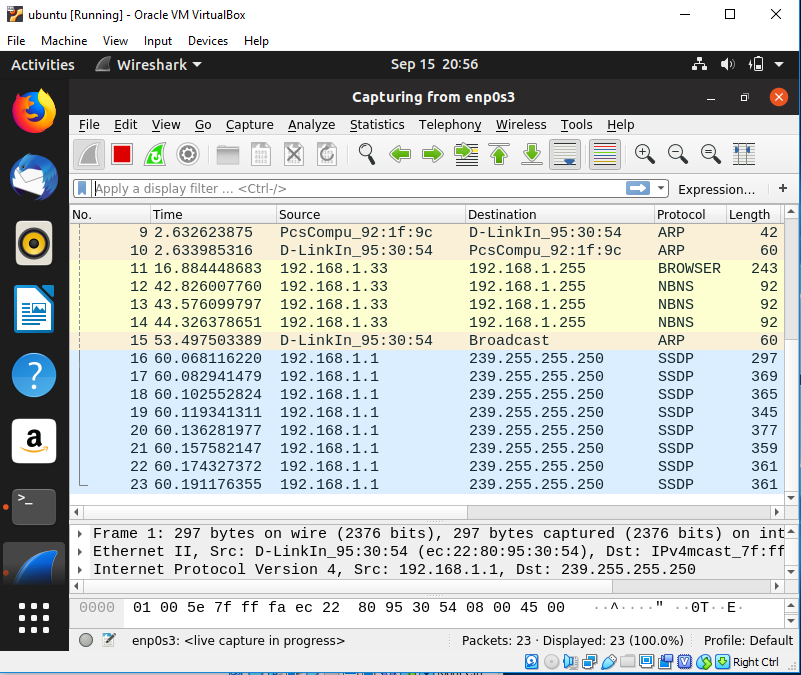 ubuntu [Running] - Oracle VM VirtualBox
File Machine View Input Devices Help
Activities Wireshark Sep 15 20:56
Capturing from enp0s3
File Edit View Go Capture Analyze Statistics Telephony Wireless Tools Help
Apply a display filter ... <Ctrl-/> Expression... +
No. Time Source Destination Protocol Length
9 2.632623875 PcsCompu_92:1f:9c D-LinkIn_95:30:54 ARP 42
10 2.633985316 D-LinkIn_95:30:54 PcsCompu_92:1f:9c ARP 60
11 16.884448683 192.168.1.33 192.168.1.255 BROWSER 243
12 42.826007760 192.168.1.33 192.168.1.255 NBNS 92
13 43.576099797 192.168.1.33 192.168.1.255 NBNS 92
14 44.326378651 192.168.1.33 192.168.1.255 NBNS 92
15 53.497503389 D-LinkIn_95:30:54 Broadcast ARP 60
16 60.068116220 192.168.1.1 239.255.255.250 SSDP 297
17 60.082941479 192.168.1.1 239.255.255.250 SSDP 369
18 60.102552824 192.168.1.1 239.255.255.250 SSDP 365
19 60.119341311 192.168.1.1 239.255.255.250 SSDP 345
20 60.136281977 192.168.1.1 239.255.255.250 SSDP 377
21 60.157582147 192.168.1.1 239.255.255.250 SSDP 359
22 60.174327372 192.168.1.1 239.255.255.250 SSDP 361
23 60.191176355 192.168.1.1 239.255.255.250 SSDP 361
Frame 1: 297 bytes on wire (2376 bits), 297 bytes captured (2376 bits) on int
Ethernet II, Src: D-LinkIn_95:30:54 (ec:22:80:95:30:54), Dst: IPv4mcast_7f:ff
Internet Protocol Version 4, Src: 192.168.1.1, Dst: 239.255.255.250
0000 01 00 5e 7f ff fa ec 22 80 95 30 54 08 00 45 00 ··^····" ··0T··E·
enp0s3: <live capture in progress> Packets: 23 · Displayed: 23 (100.0%) Profile: Default
Right Ctrl